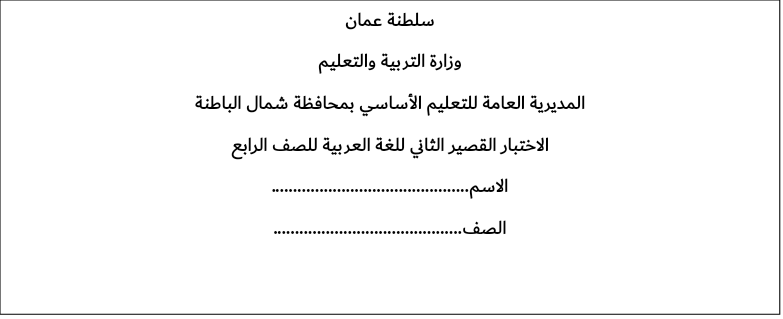 سلطنة عمان
وزارة التربية والتعليم
المديرية العامة للتعليم الأساسي بمحافظة شمال الباطنة
الاختبار القصير الثاني للغة العربية للصف الرابع
الاسم..............................................
الصف............................................